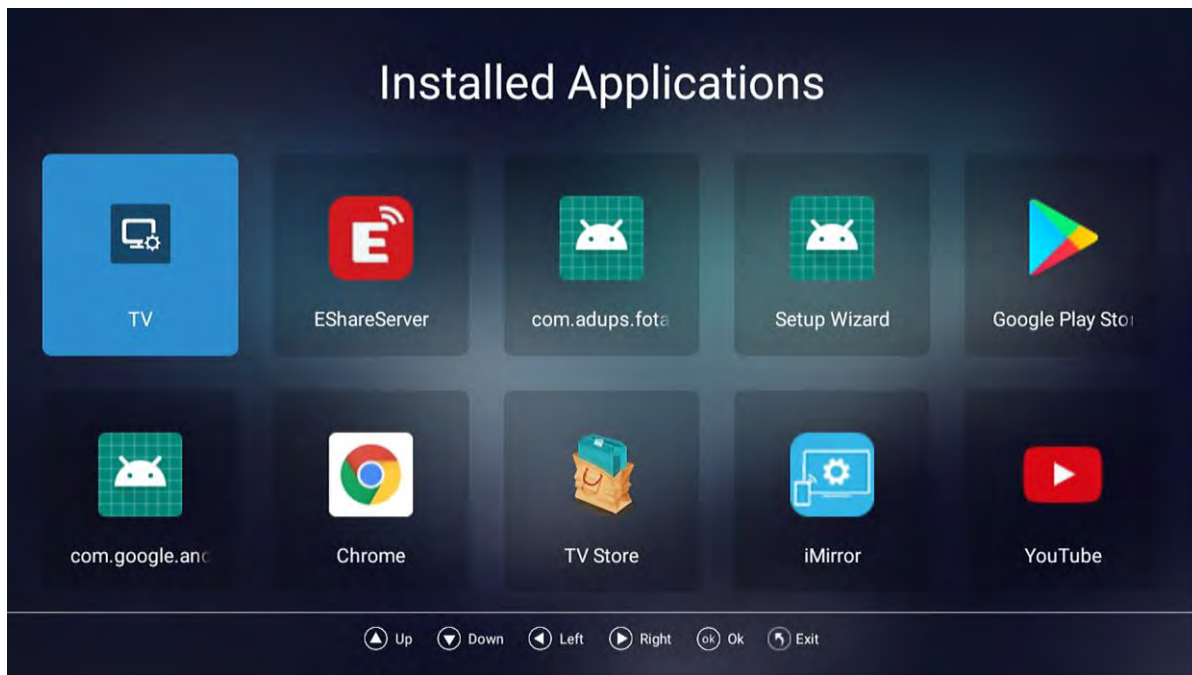 Installed Applications
TV
EShareServer
com.adups.fota
Setup Wizard
Google Play Sto
com.google.and
Chrome
TV Store
iMirror
YouTube
Up Down Left Right ok Ok Exit